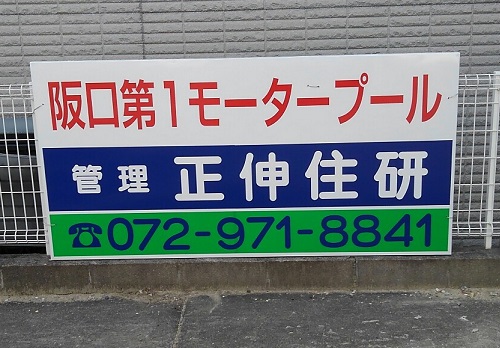 阪口第1モータープール
管理 正伸住研
☎072-971-8841